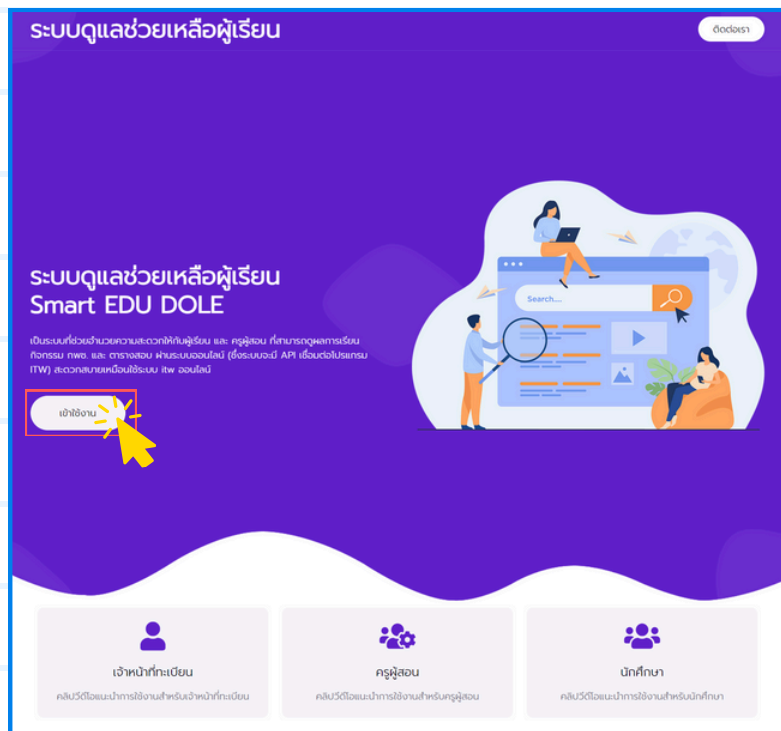 ระบบดูแลช่วยเหลือผู้เรียน
ติดต่อเรา
ระบบดูแลช่วยเหลือผู้เรียน
Smart EDU DOLE
เป็นระบบที่ช่วยอำนวยความสะดวกให้กับผู้เรียน และ ครูผู้สอน ที่สามารถดูผลการเรียน
กิจกรรม กพช. และ ตารางสอบ ผ่านระบบออนไลน์ (ซึ่งระบบจะมี API เชื่อมต่อโปรแกรม
ITW) สะดวกสบายเหมือนใช้ระบบ itw ออนไลน์
เข้าใช้งาน
Search...
เจ้าหน้าที่ทะเบียน
คลิปวีดีโอแนะนำการใช้งานสำหรับเจ้าหน้าที่ทะเบียน
ครูผู้สอน
คลิปวีดีโอแนะนำการใช้งานสำหรับครูผู้สอน
นักศึกษา
คลิปวีดีโอแนะนำการใช้งานสำหรับนักศึกษา